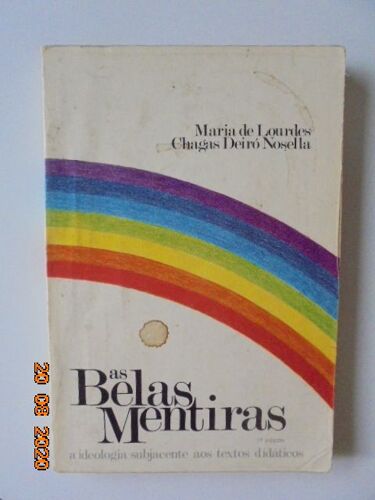 Maria de Lourdes
Chagas Deiró Nosella
as
Belas
Mentiras
a ideologia subjacente aos textos didáticos
20 08 2020